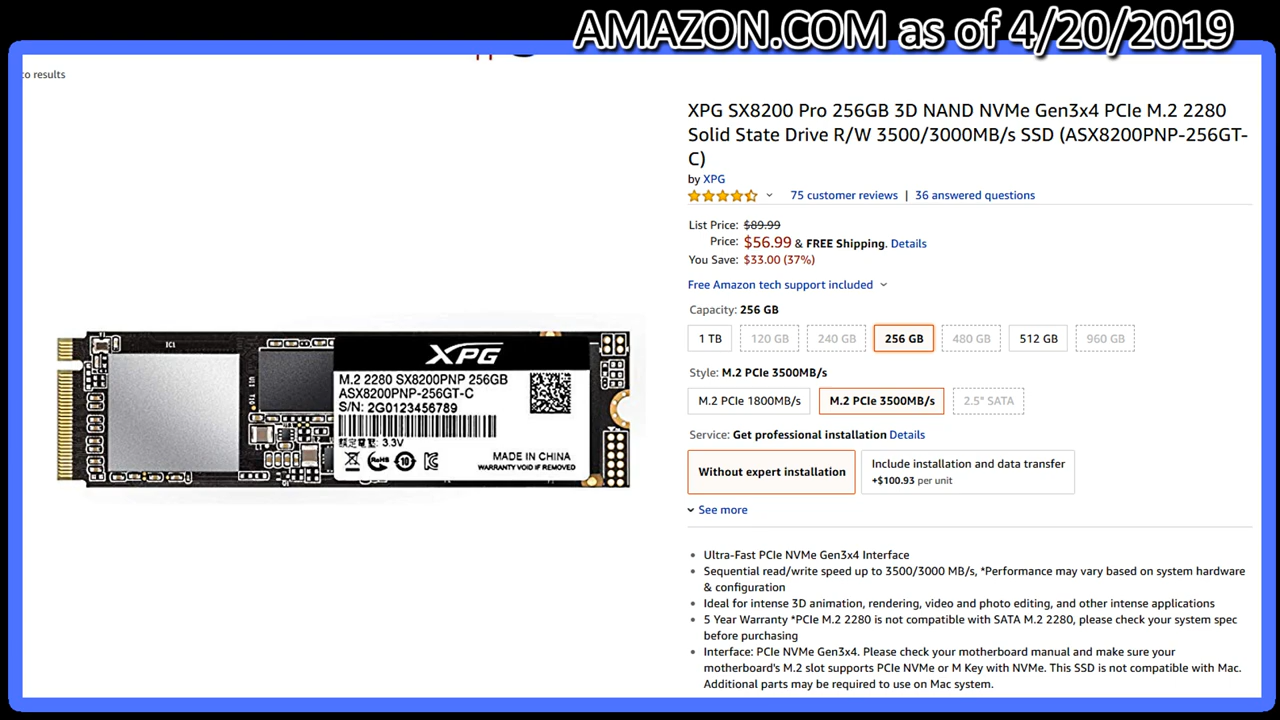 AMAZON.COM as of 4/20/2019
to results
XPG SX8200 Pro 256GB 3D NAND NVMe Gen3x4 PCIe M.2 2280
Solid State Drive R/W 3500/3000MB/s SSD (ASX8200PNP-256GT-
C)
by XPG
75 customer reviews | 36 answered questions
List Price: $89.99
Price: $56.99 & FREE Shipping. Details
You Save: $33.00 (37%)
Free Amazon tech support included
Capacity: 256 GB
1 TB 120 GB 240 GB 256 GB 480 GB 512 GB 960 GB
Style: M.2 PCIe 3500MB/s
M.2 PCIe 1800MB/s M.2 PCIe 3500MB/s 2.5" SATA
Service: Get professional installation Details
Without expert installation
Include installation and data transfer
+$100.93 per unit
See more
• Ultra-Fast PCIe NVMe Gen3x4 Interface
• Sequential read/write speed up to 3500/3000 MB/s, *Performance may vary based on system hardware
& configuration
• Ideal for intense 3D animation, rendering, video and photo editing, and other intense applications
• 5 Year Warranty *PCIe M.2 2280 is not compatible with SATA M.2 2280, please check your system spec
before purchasing
• Interface: PCIe NVMe Gen3x4. Please check your motherboard manual and make sure your
motherboard's M.2 slot supports PCIe NVMe or M Key with NVMe. This SSD is not compatible with Mac.
Additional parts may be required to use on Mac system.
IC1
XPG
M.2 2280 SX8200PNP 256GB
ASX8200PNP-256GT-C
S/N: 2G0123456789
額定電壓: 3.3V
RoHS
10
MADE IN CHINA
WARRANTY VOID IF REMOVED